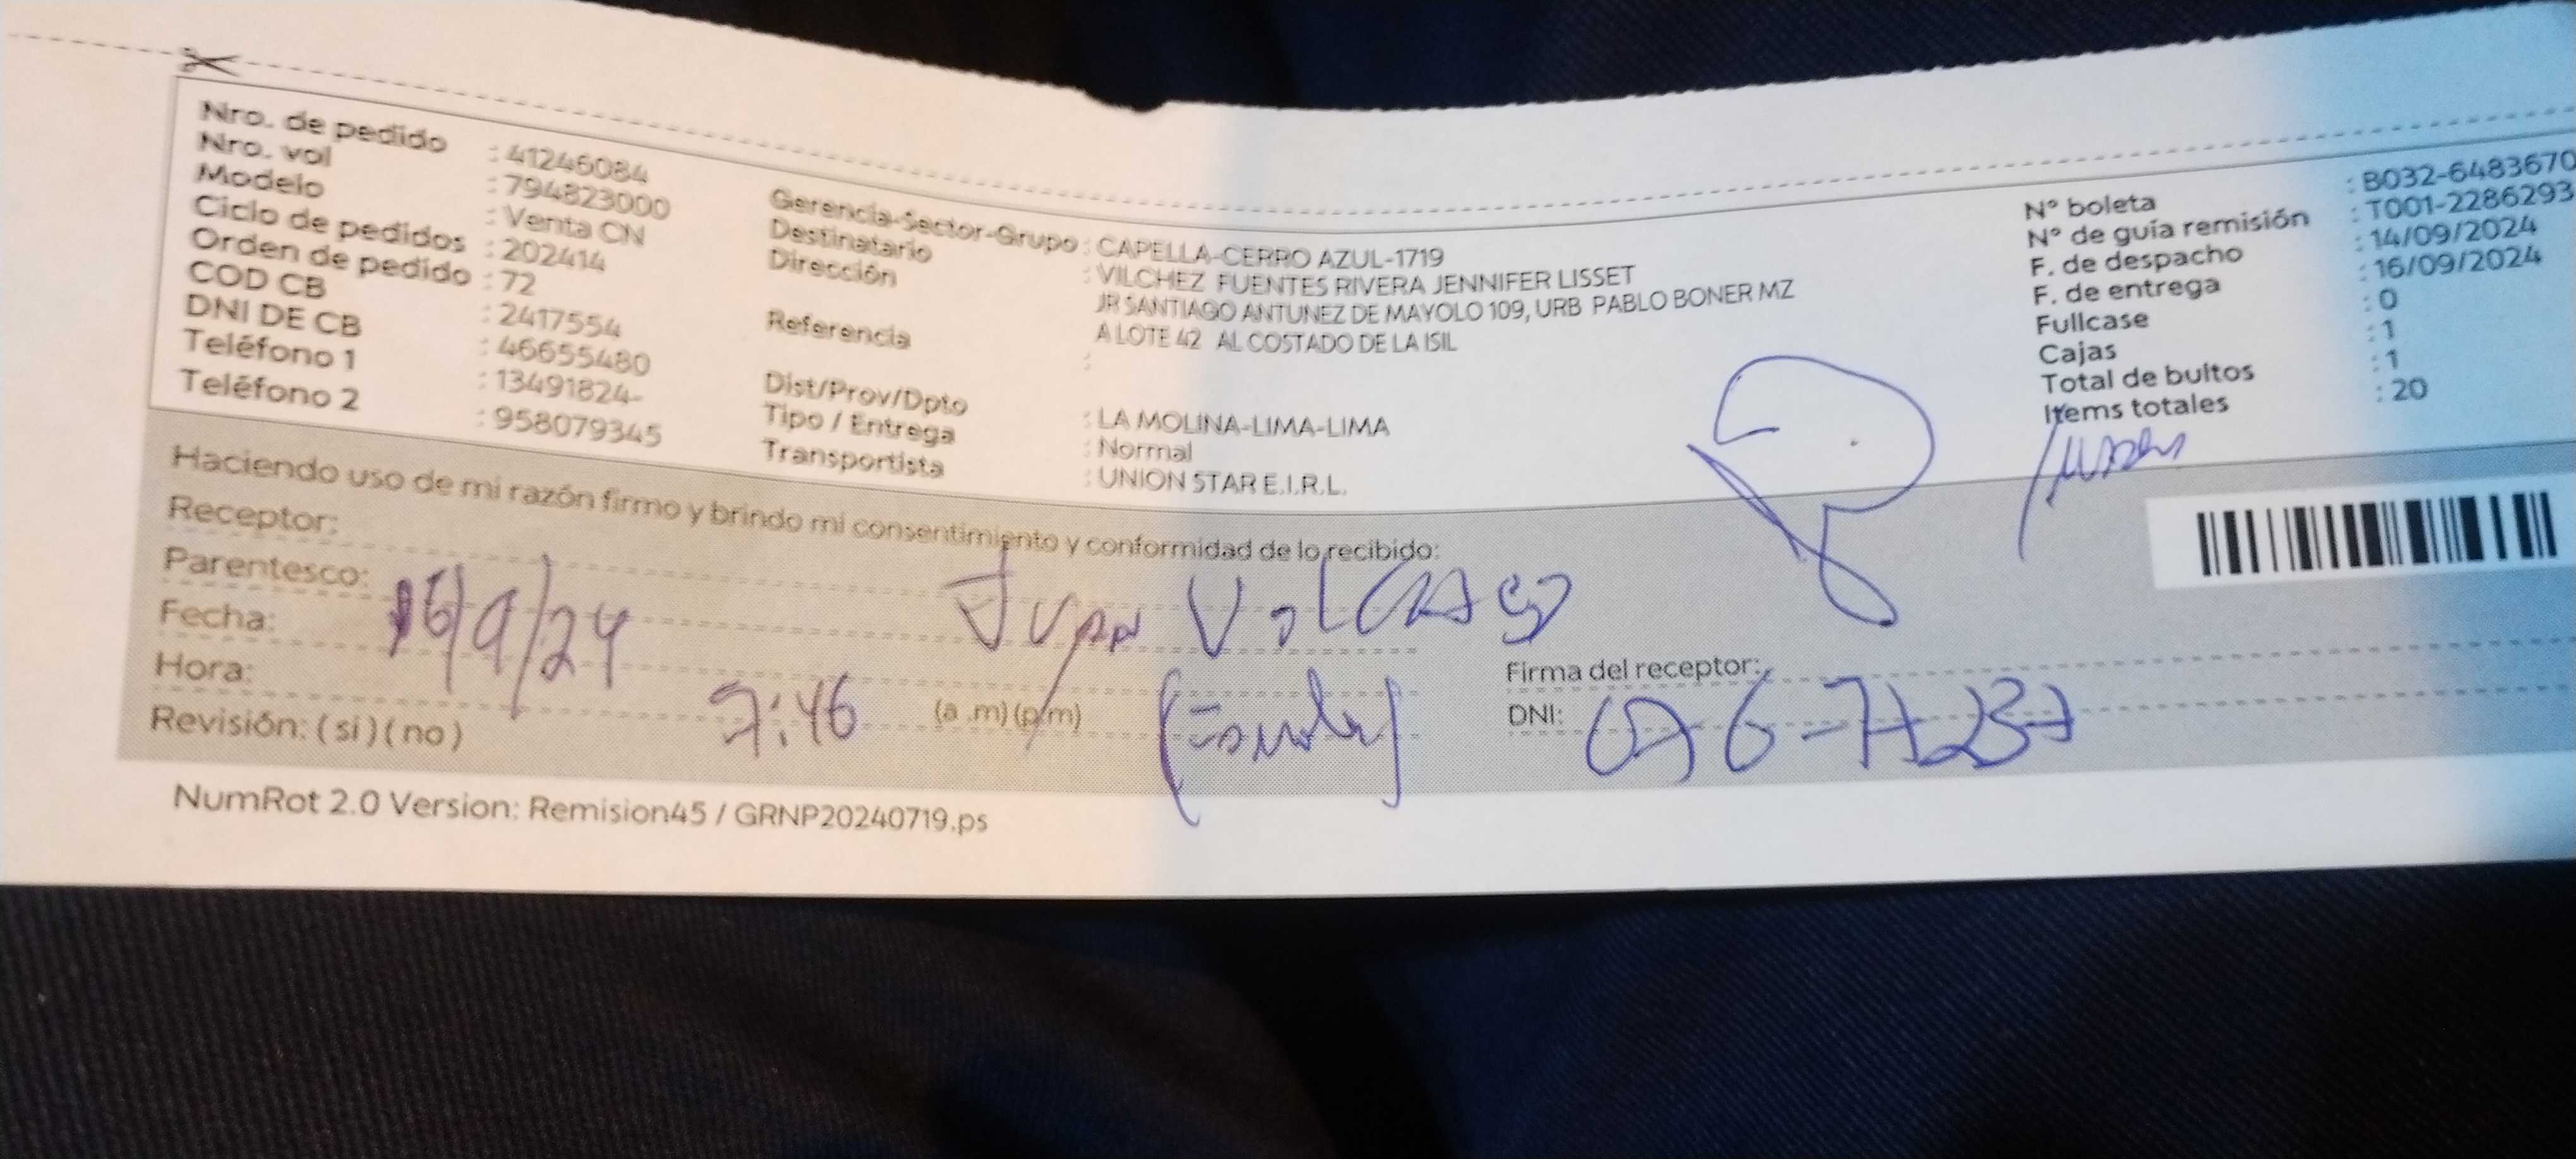 Nro. de pedido : 41246084
Nro. vol : 794823000
Modelo : Venta CN
Ciclo de pedidos : 202414
Orden de pedido : 72
COD CB : 2417554
DNI DE CB : 46655480
Teléfono 1 : 13491824-
Teléfono 2 : 958079345
Gerencia-Sector-Grupo : CAPELLA-CERRO AZUL-1719
Destinatario : VILCHEZ FUENTES RIVERA JENNIFER LISSET
Dirección JR SANTIAGO ANTUNEZ DE MAYOLO 109, URB PABLO BONER MZ
A LOTE 42 AL COSTADO DE LA ISIL
Referencia :
Dist/Prov/Dpto : LA MOLINA-LIMA-LIMA
Tipo / Entrega : Normal
Transportista : UNION STAR E.I.R.L.
N° boleta : B032-6483670
N° de guía remisión : T001-2286293
F. de despacho : 14/09/2024
F. de entrega : 16/09/2024
Fullcase : 0
Cajas : 1
Total de bultos : 1
Items totales : 20
Haciendo uso de mi razón firmo y brindo mi consentimiento y conformidad de lo recibido:
Receptor: Juan
Parentesco:
Fecha: 16/9/24
Hora: 7:46 (a .m) (p/m)
Revisión: ( si ) ( no )
Firma del receptor:
DNI:
NumRot 2.0 Version: Remision45 / GRNP20240719.ps